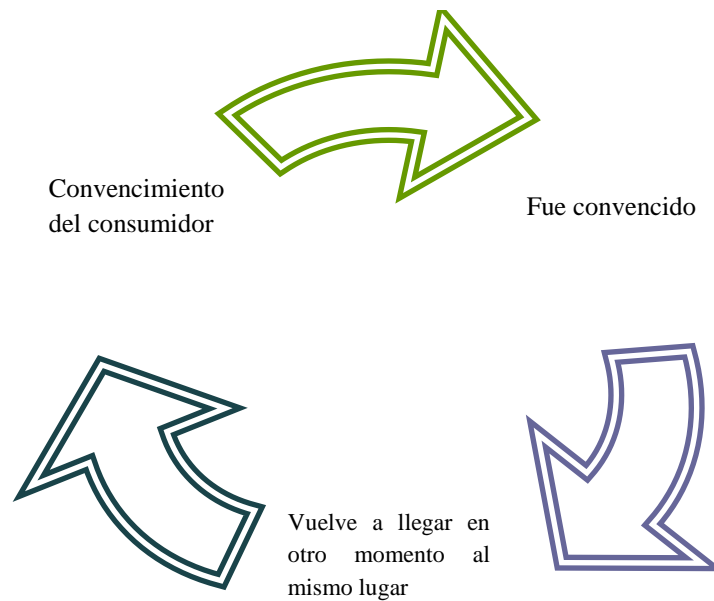 Convencimiento
del consumidor
Fue convencido
Vuelve a llegar en
otro momento al
mismo lugar